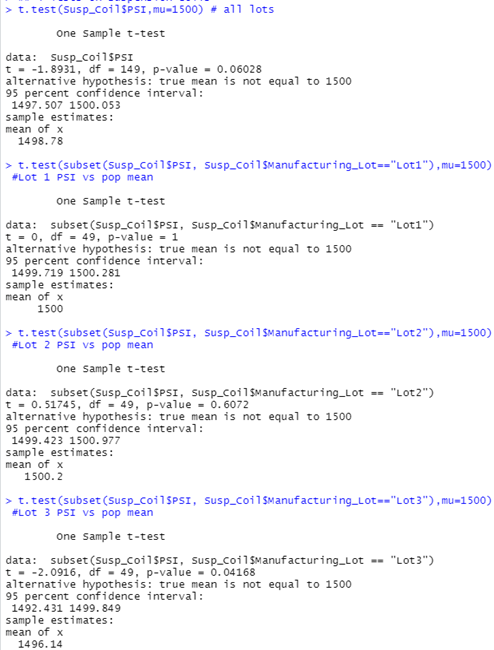 > t.test(Susp_Coil$PSI,mu=1500) # all lots
One Sample t-test
data: Susp_Coil$PSI
t = -1.8931, df = 149, p-value = 0.06028
alternative hypothesis: true mean is not equal to 1500
95 percent confidence interval:
1497.507 1500.053
sample estimates:
mean of x
1498.78
> t.test(subset(Susp_Coil$PSI, Susp_Coil$Manufacturing_Lot=="Lot1"),mu=1500)
#Lot 1 PSI vs pop mean
One Sample t-test
data: subset(Susp_Coil$PSI, Susp_Coil$Manufacturing_Lot == "Lot1")
t = 0, df = 49, p-value = 1
alternative hypothesis: true mean is not equal to 1500
95 percent confidence interval:
1499.719 1500.281
sample estimates:
mean of x
1500
> t.test(subset(Susp_Coil$PSI, Susp_Coil$Manufacturing_Lot=="Lot2"),mu=1500)
#Lot 2 PSI vs pop mean
One Sample t-test
data: subset(Susp_Coil$PSI, Susp_Coil$Manufacturing_Lot == "Lot2")
t = 0.51745, df = 49, p-value = 0.6072
alternative hypothesis: true mean is not equal to 1500
95 percent confidence interval:
1499.423 1500.977
sample estimates:
mean of x
1500.2
> t.test(subset(Susp_Coil$PSI, Susp_Coil$Manufacturing_Lot=="Lot3"),mu=1500)
#Lot 3 PSI vs pop mean
One Sample t-test
data: subset(Susp_Coil$PSI, Susp_Coil$Manufacturing_Lot == "Lot3")
t = -2.0916, df = 49, p-value = 0.04168
alternative hypothesis: true mean is not equal to 1500
95 percent confidence interval:
1492.431 1499.849
sample estimates:
mean of x
1496.14